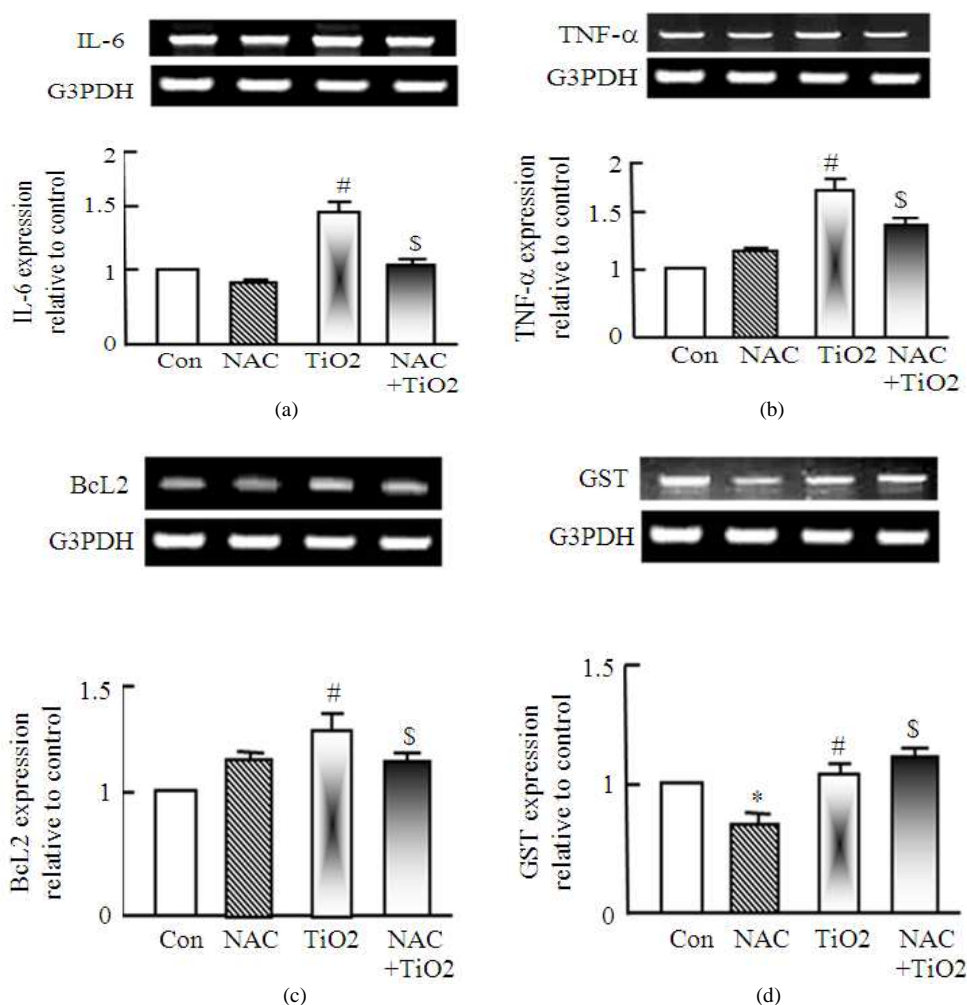 IL-6
G3PDH
IL-6 expression
relative to control
2
1.5
1
0
#
$
Con NAC TiO2 NAC
+TiO2
(a)
TNF-α
G3PDH
TNF-α expression
relative to control
2
1.5
1
0
#
$
Con NAC TiO2 NAC
+TiO2
(b)
BcL2
G3PDH
BcL2 expression
relative to control
1.5
1
0
#
$
Con NAC TiO2 NAC
+TiO2
(c)
GST
G3PDH
GST expression
relative to control
1.5
1
0
*
#
$
Con NAC TiO2 NAC
+TiO2
(d)